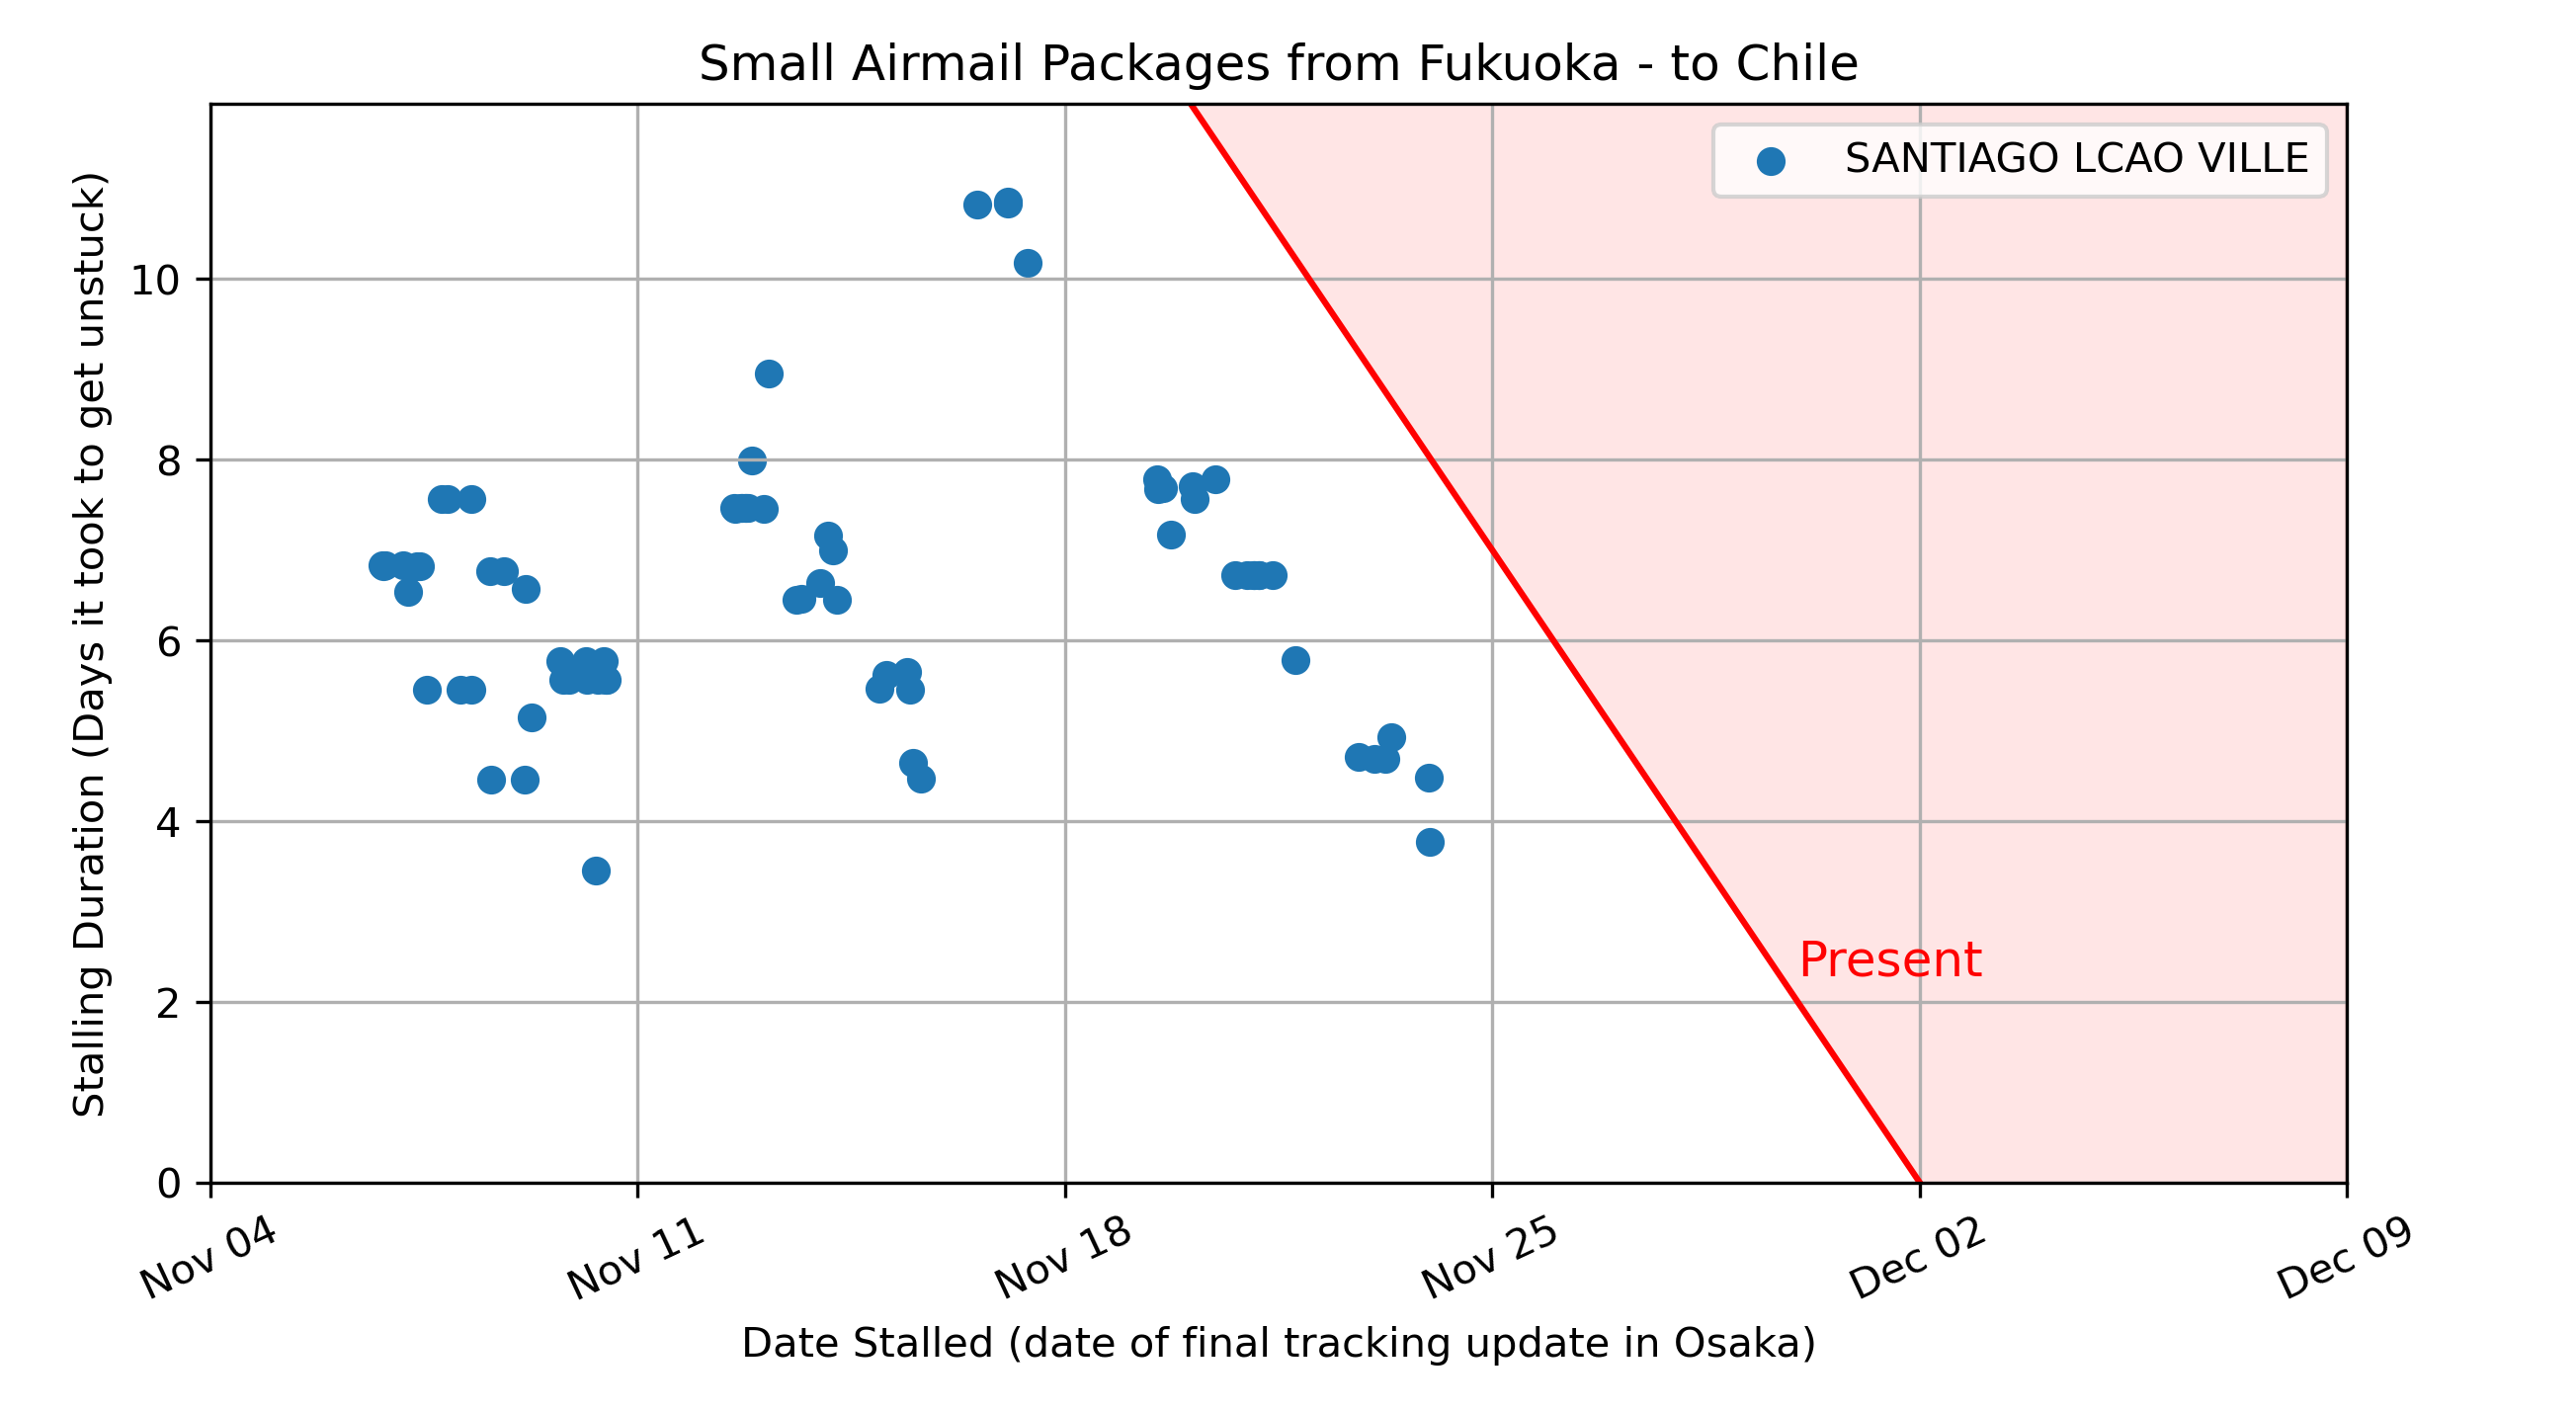 Small Airmail Packages from Fukuoka - to Chile
SANTIAGO LCAO VILLE
Stalling Duration (Days it took to get unstuck)
10
8
6
4
2
0
Present
Nov 04
Nov 11
Nov 18
Nov 25
Dec 02
Dec 09
Date Stalled (date of final tracking update in Osaka)